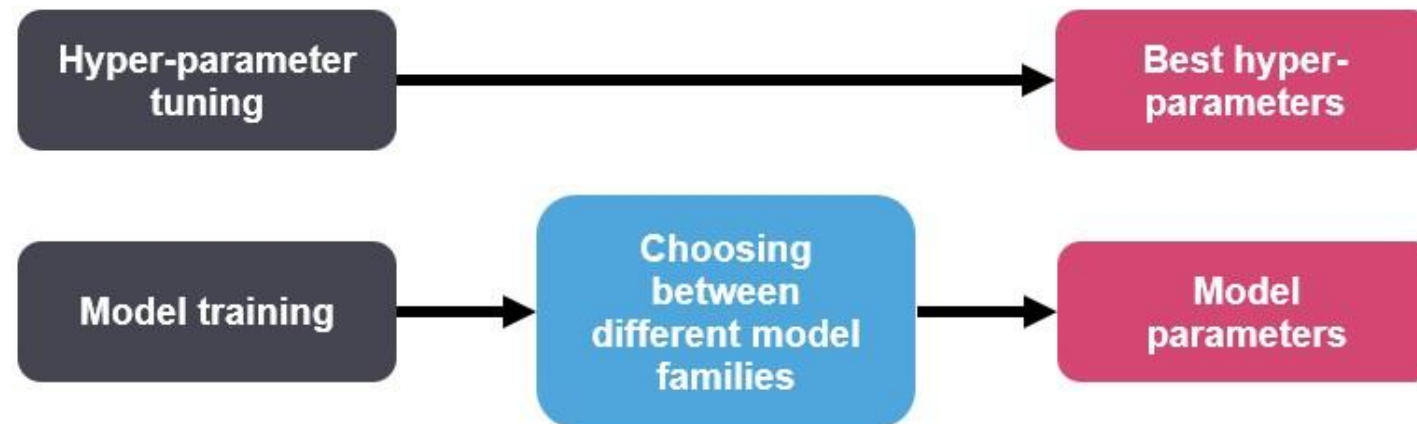 Hyper-parameter
tuning
Best hyper-
parameters
Model training
Choosing
between
different model
families
Model
parameters